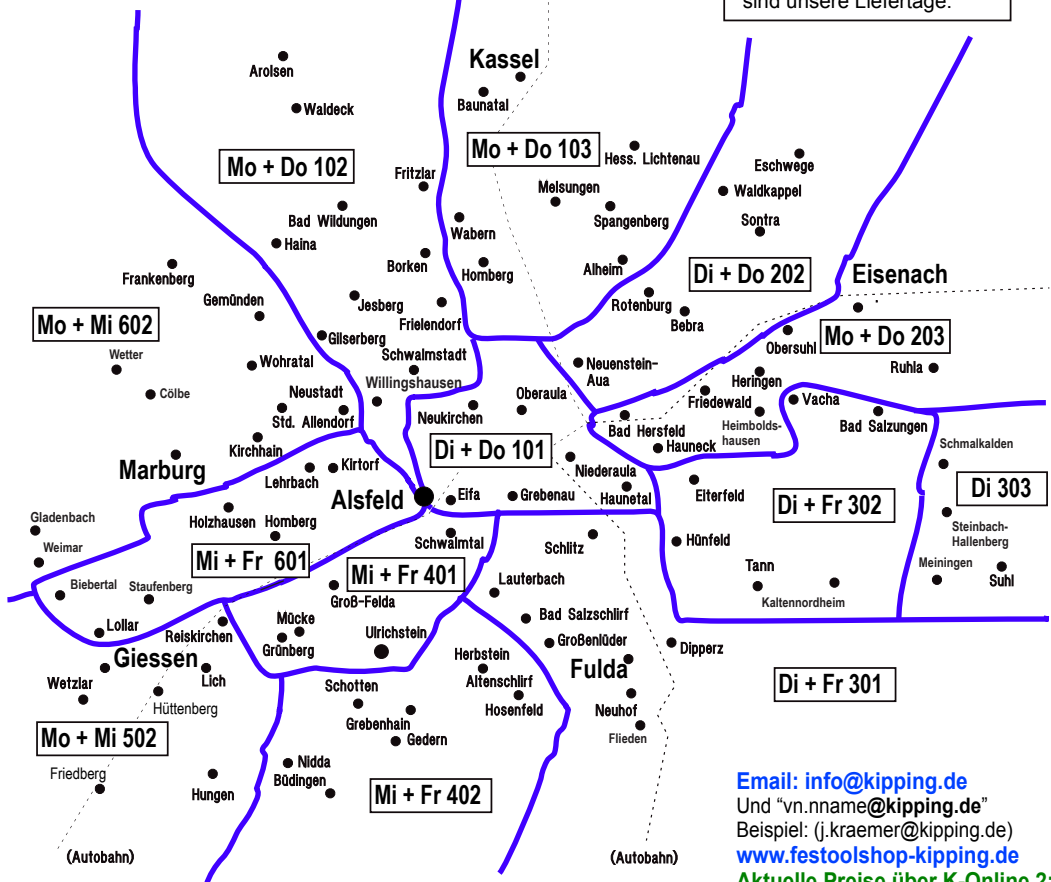 sind unsere Liefertage.
Kassel
Arolsen
Baunatal
Waldeck
Mo + Do 103
Hess. Lichtenau
Eschwege
Mo + Do 102
Fritzlar
Melsungen
Waldkappel
Bad Wildungen
Spangenberg
Sontra
Wabern
Haina
Borken
Homberg
Alheim
Di + Do 202
Eisenach
Frankenberg
Gemünden
Jesberg
Rotenburg
Frielendorf
Bebra
Mo + Mi 602
Gilserberg
Obersuhl
Mo + Do 203
Wetter
Schwalmstadt
Wohratal
Neuenstein-
Aua
Ruhla
Willingshausen
Heringen
Cölbe
Neustadt
Oberaula
Friedewald
Vacha
Std. Allendorf
Neukirchen
Heimbolds-
hausen
Bad Salzungen
Bad Hersfeld
Kirchhain
Di + Do 101
Hauneck
Schmalkalden
Marburg
Kirtorf
Lehrbach
Niederaula
Alsfeld
Eifa
Grebenau
Haunetal
Eiterfeld
Di 303
Gladenbach
Holzhausen
Homberg
Di + Fr 302
Steinbach-
Hallenberg
Weimar
Schwalmtal
Schlitz
Hünfeld
Mi + Fr 601
Mi + Fr 401
Tann
Meiningen
Suhl
Biebertal
Staufenberg
Lauterbach
Kaltennordheim
Groß-Felda
Bad Salzschlirf
Lollar
Reiskirchen
Mücke
Ulrichstein
Großenlüder
Dipperz
Grünberg
Giessen
Herbstein
Fulda
Wetzlar
Lich
Schotten
Altenschlirf
Di + Fr 301
Hüttenberg
Hosenfeld
Neuhof
Grebenhain
Mo + Mi 502
Gedern
Flieden
Friedberg
Nidda
Büdingen
Hungen
Mi + Fr 402
Email: info@kipping.de
Und “vn.nname@kipping.de”
Beispiel: (j.kraemer@kipping.de)
www.festoolshop-kipping.de
(Autobahn)
(Autobahn)
Aktuelle Preise über K-Online 2: